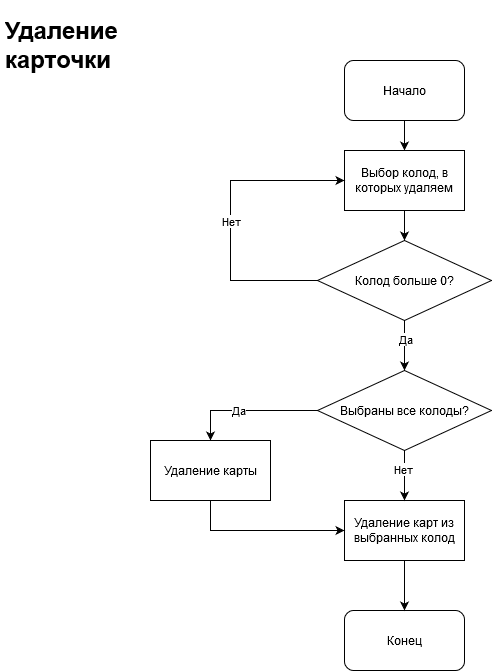 Удаление
карточки
Начало
Выбор колод, в
которых удаляем
Нет
Колод больше 0?
Да
Выбраны все колоды?
Да
Нет
Удаление карты
Удаление карт из
выбранных колод
Конец